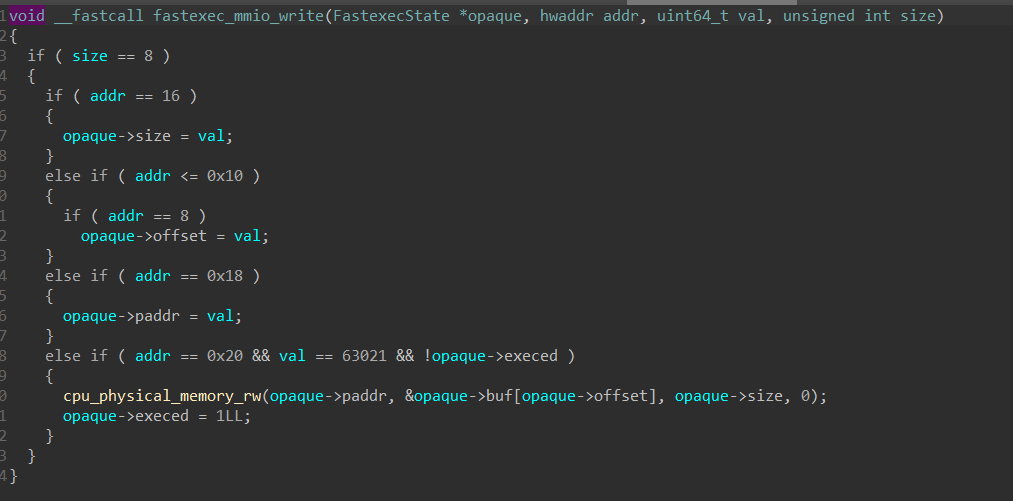 1void __fastcall fastexec_mmio_write(FastexecState *opaque, hwaddr addr, uint64_t val, unsigned int size)
2{
3  if ( size == 8 )
4  {
5    if ( addr == 16 )
6    {
7      opaque->size = val;
8    }
9    else if ( addr <= 0x10 )
0    {
1      if ( addr == 8 )
2        opaque->offset = val;
3    }
4    else if ( addr == 0x18 )
5    {
6      opaque->paddr = val;
7    }
8    else if ( addr == 0x20 && val == 63021 && !opaque->execed )
9    {
0      cpu_physical_memory_rw(opaque->paddr, &opaque->buf[opaque->offset], opaque->size, 0);
1      opaque->execed = 1LL;
2    }
3  }
4}